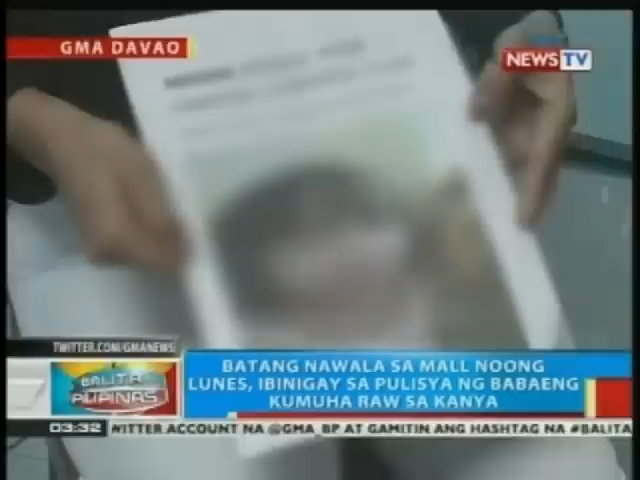 GMA DAVAO
NEWS TV
TWITTER.COM/GMANEWS
BATANG NAWALA SA MALL NOONG
LUNES, IBINIGAY SA PULISYA NG BABAENG
KUMUHA RAW SA KANYA
BALITA
PILIPINAS
03:32
WITTER ACCOUNT NA @GMA_BP AT GAMITIN ANG HASHTAG NA #BALITA